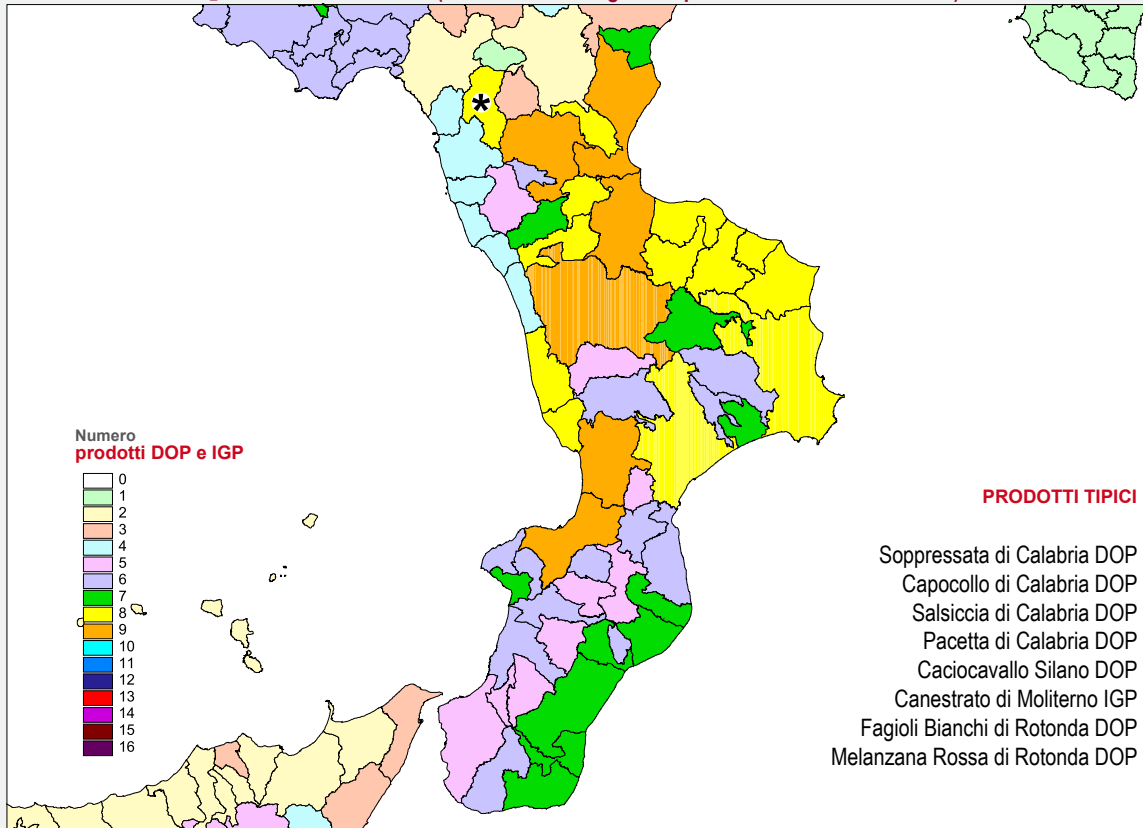 Numero
prodotti DOP e IGP
0
1
2
3
4
5
6
7
8
9
10
11
12
13
14
15
16
*
PRODOTTI TIPICI
Soppressata di Calabria DOP
Capocollo di Calabria DOP
Salsiccia di Calabria DOP
Pacetta di Calabria DOP
Caciocavallo Silano DOP
Canestrato di Moliterno IGP
Fagioli Bianchi di Rotonda DOP
Melanzana Rossa di Rotonda DOP